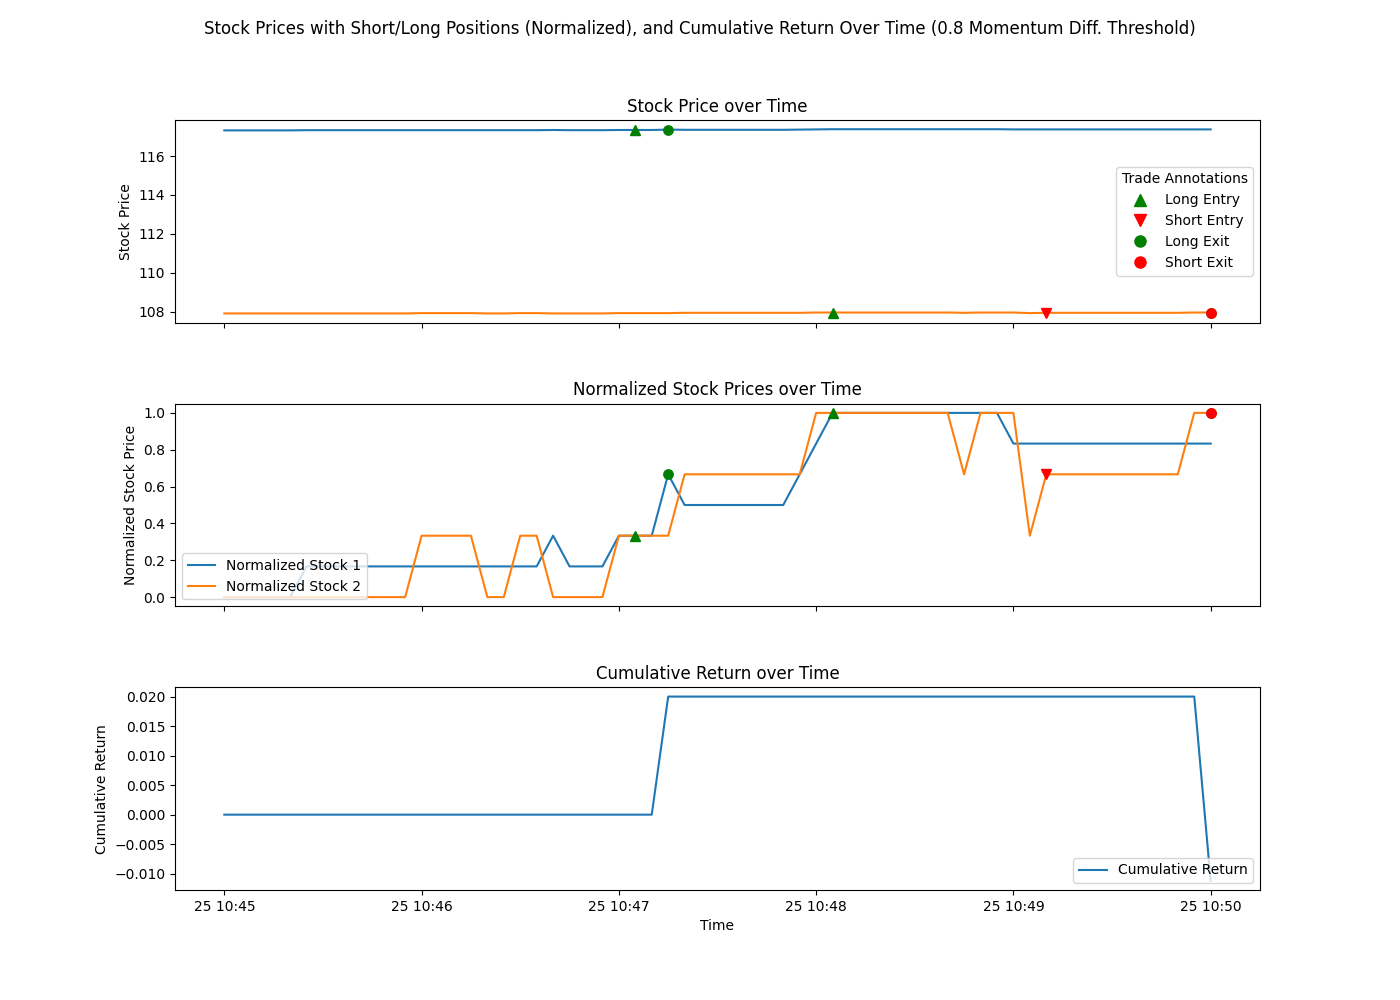 Stock Prices with Short/Long Positions (Normalized), and Cumulative Return Over Time (0.8 Momentum Diff. Threshold)
Stock Price over Time
Stock Price
116
114
112
110
108
Trade Annotations
Long Entry
Short Entry
Long Exit
Short Exit
Normalized Stock Prices over Time
Normalized Stock Price
1.0
0.8
0.6
0.4
0.2
0.0
Normalized Stock 1
Normalized Stock 2
Cumulative Return over Time
Cumulative Return
0.020
0.015
0.010
0.005
0.000
−0.005
−0.010
Cumulative Return
25 10:45
25 10:46
25 10:47
25 10:48
25 10:49
25 10:50
Time